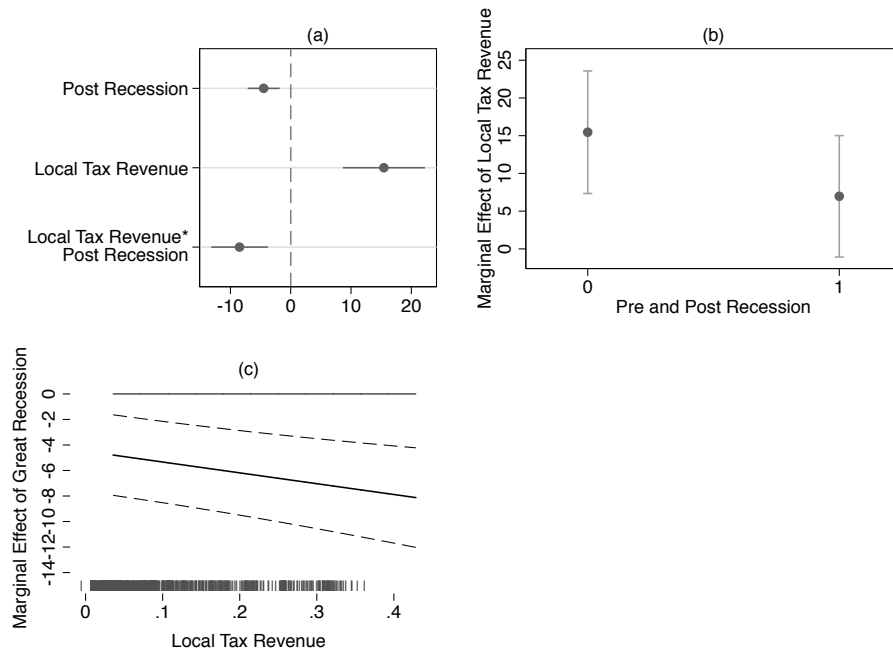 (a)
Post Recession
Local Tax Revenue
Local Tax Revenue*
Post Recession
-10
0
10
20
(b)
Marginal Effect of Local Tax Revenue
25
20
15
10
5
0
0
1
Pre and Post Recession
(c)
Marginal Effect of Great Recession
0
-2
-4
-6
-8
-10
-12
-14
0
.1
.2
.3
.4
Local Tax Revenue